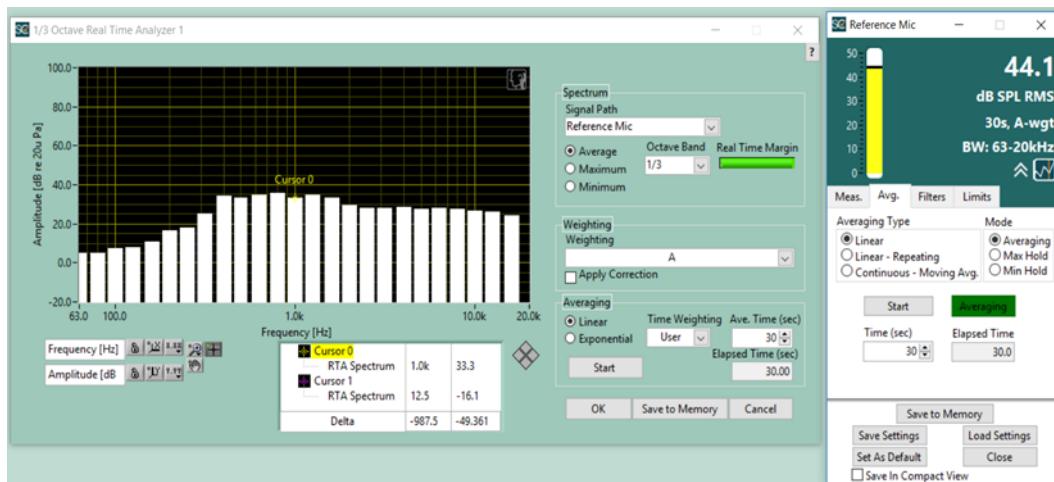 SC 1/3 Octave Real Time Analyzer 1
?
100.0
80.0
60.0
40.0
20.0
0.0
-20.0
Amplitude [dB re 20u Pa]
Cursor 0
63.0 100.0 1.0k 10.0k 20.0k
Frequency [Hz]
Frequency [Hz]
Amplitude [dB
Cursor 0
RTA Spectrum 1.0k 33.3
Cursor 1
RTA Spectrum 12.5 -16.1
Delta -987.5 -49.361
Spectrum
Signal Path
Reference Mic
Average
Maximum
Minimum
Octave Band
1/3
Real Time Margin
Weighting
Weighting
A
Apply Correction
Averaging
Linear
Exponential
Time Weighting
User
Ave. Time (sec)
30
Elapsed Time (sec)
30.00
Start
OK Save to Memory Cancel
SC Reference Mic
50
40
30
20
10
0
44.1
dB SPL RMS
30s, A-wgt
BW: 63-20kHz
Meas. Avg. Filters Limits
Averaging Type
Linear
Linear - Repeating
Continuous - Moving Avg.
Mode
Averaging
Max Hold
Min Hold
Start Averaging
Time (sec) Elapsed Time
30 30.0
Save to Memory
Save Settings Load Settings
Set As Default Close
Save In Compact View